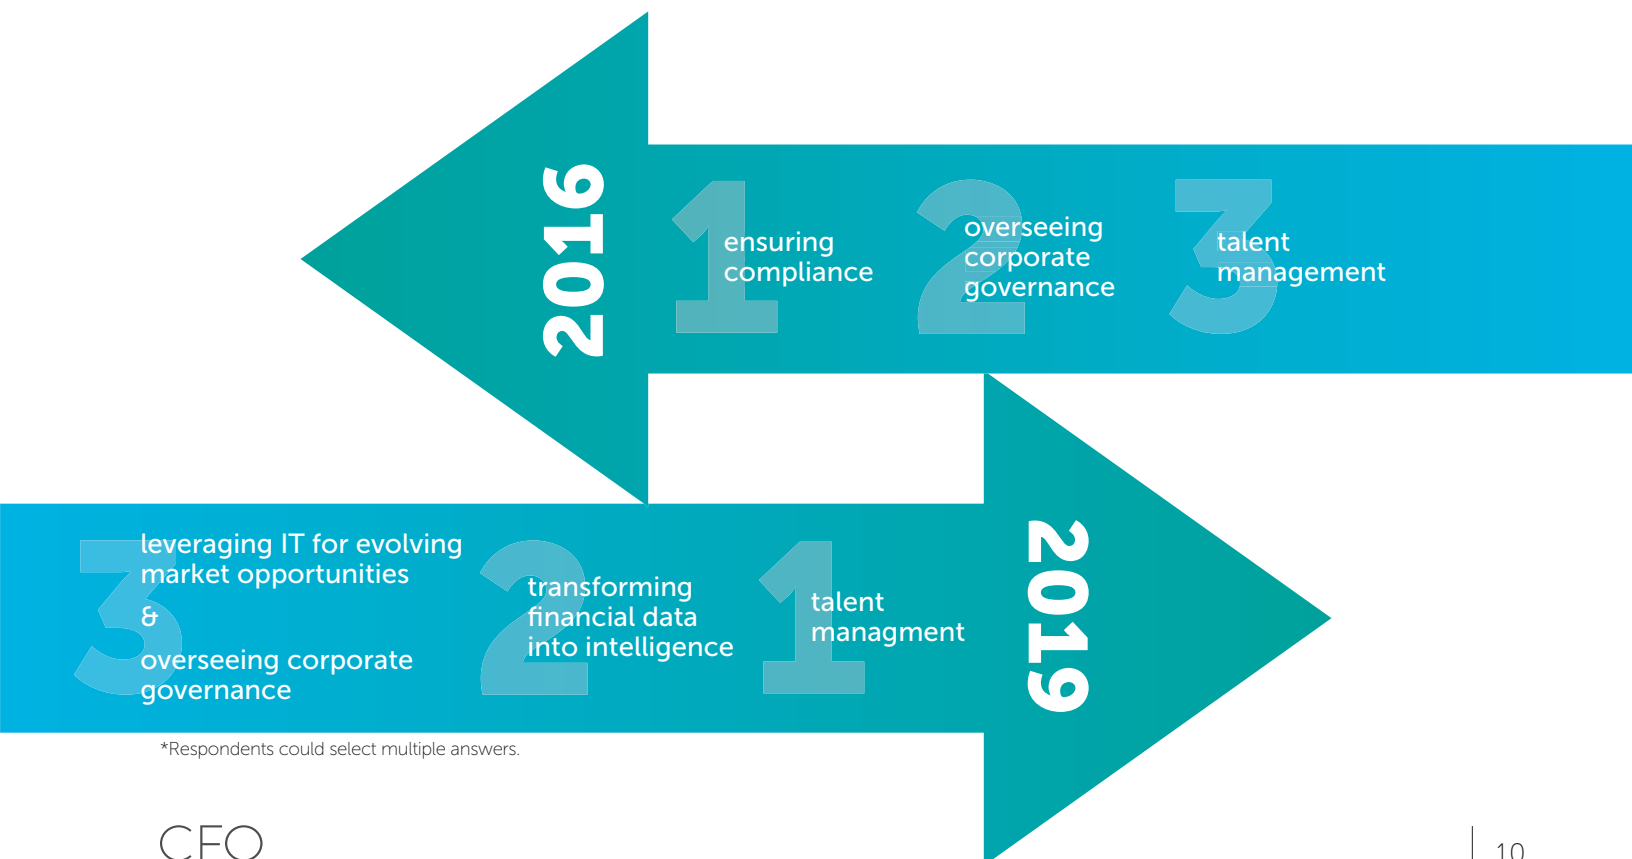 2016
1
ensuring
compliance
2
overseeing
corporate
governance
3
talent
management
3
leveraging IT for evolving
market opportunities
&
overseeing corporate
governance
2
transforming
financial data
into intelligence
1
talent
managment
2019
*Respondents could select multiple answers.
CFO
10